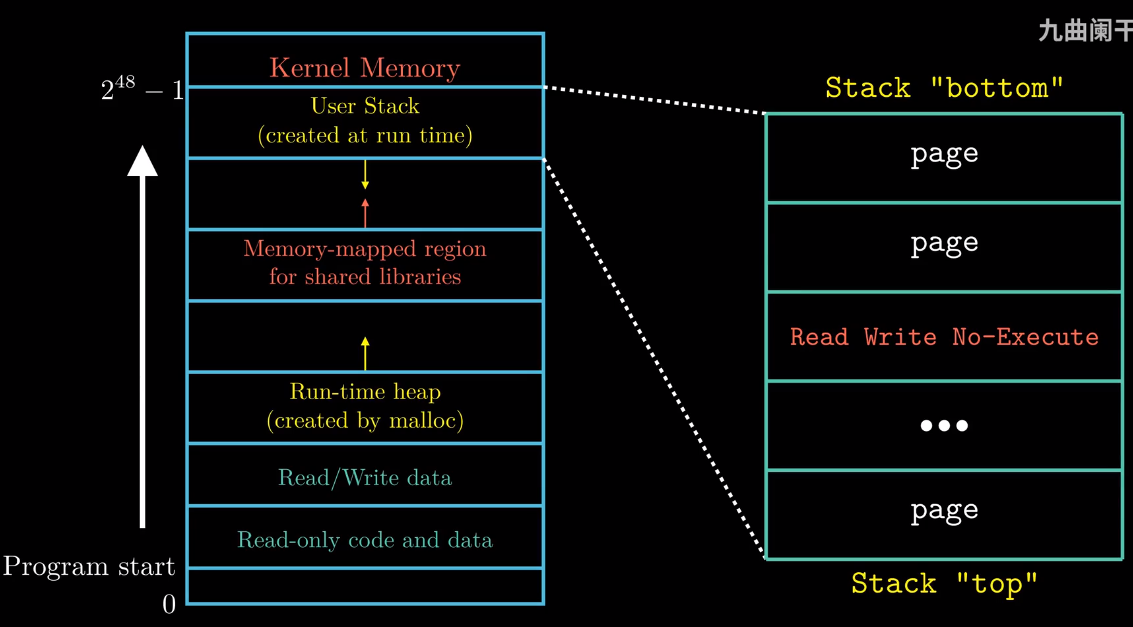 九曲阑干
Kernel Memory
2^48 − 1
User Stack
(created at run time)
Memory-mapped region
for shared libraries
Run-time heap
(created by malloc)
Read/Write data
Read-only code and data
Program start
0
Stack "bottom"
page
page
Read Write No-Execute
•••
page
Stack "top"